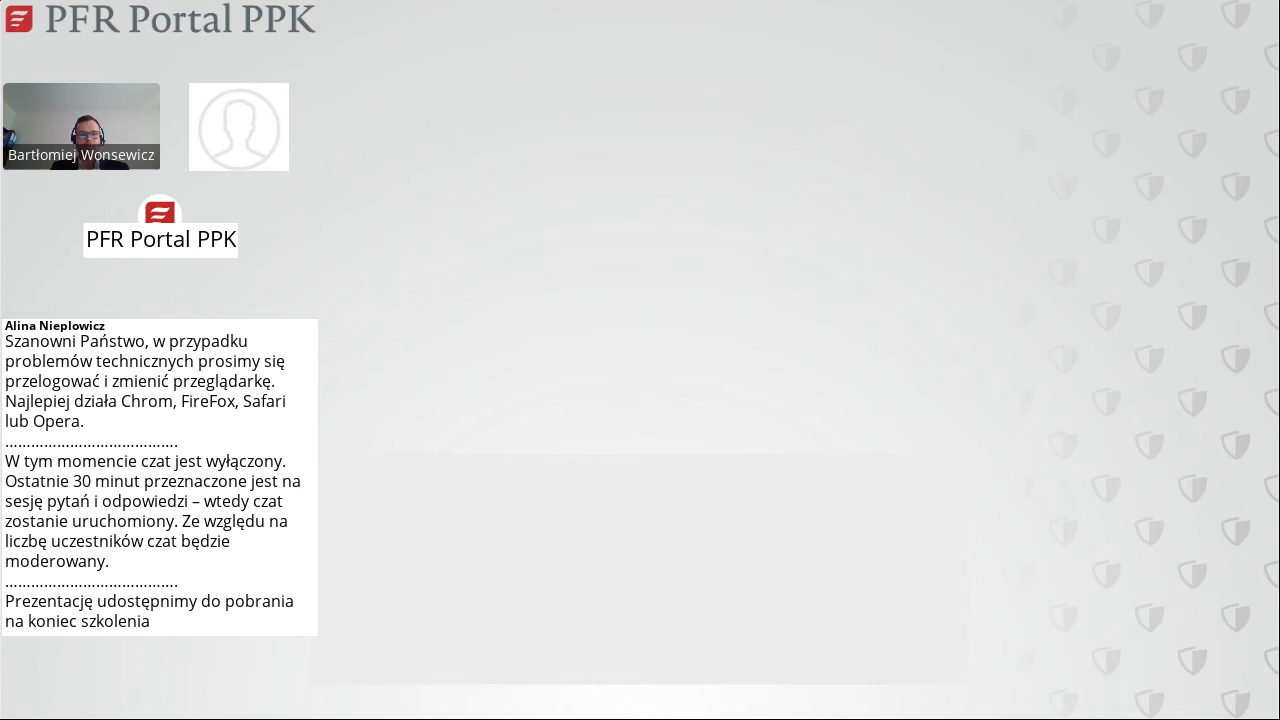 PFR Portal PPK
Bartłomiej Wonsewicz
PFR Portal PPK
Alina Nieplowicz
Szanowni Państwo, w przypadku
problemów technicznych prosimy się
przelogować i zmienić przeglądarkę.
Najlepiej działa Chrom, FireFox, Safari
lub Opera.
………………………………….
W tym momencie czat jest wyłączony.
Ostatnie 30 minut przeznaczone jest na
sesję pytań i odpowiedzi – wtedy czat
zostanie uruchomiony. Ze względu na
liczbę uczestników czat będzie
moderowany.
………………………………….
Prezentację udostępnimy do pobrania
na koniec szkolenia